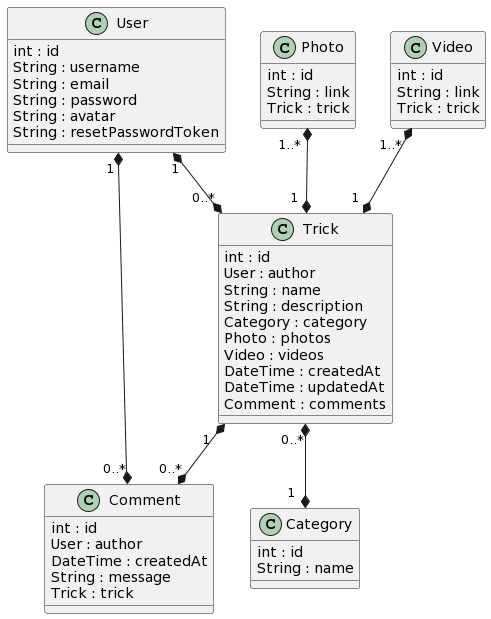 C User
int : id
String : username
String : email
String : password
String : avatar
String : resetPasswordToken
C Photo
int : id
String : link
Trick : trick
C Video
int : id
String : link
Trick : trick
1
1
1..*
1..*
0..*
1
1
C Trick
int : id
User : author
String : name
String : description
Category : category
Photo : photos
Video : videos
DateTime : createdAt
DateTime : updatedAt
Comment : comments
1
0..*
0..*
0..*
1
C Comment
int : id
User : author
DateTime : createdAt
String : message
Trick : trick
C Category
int : id
String : name